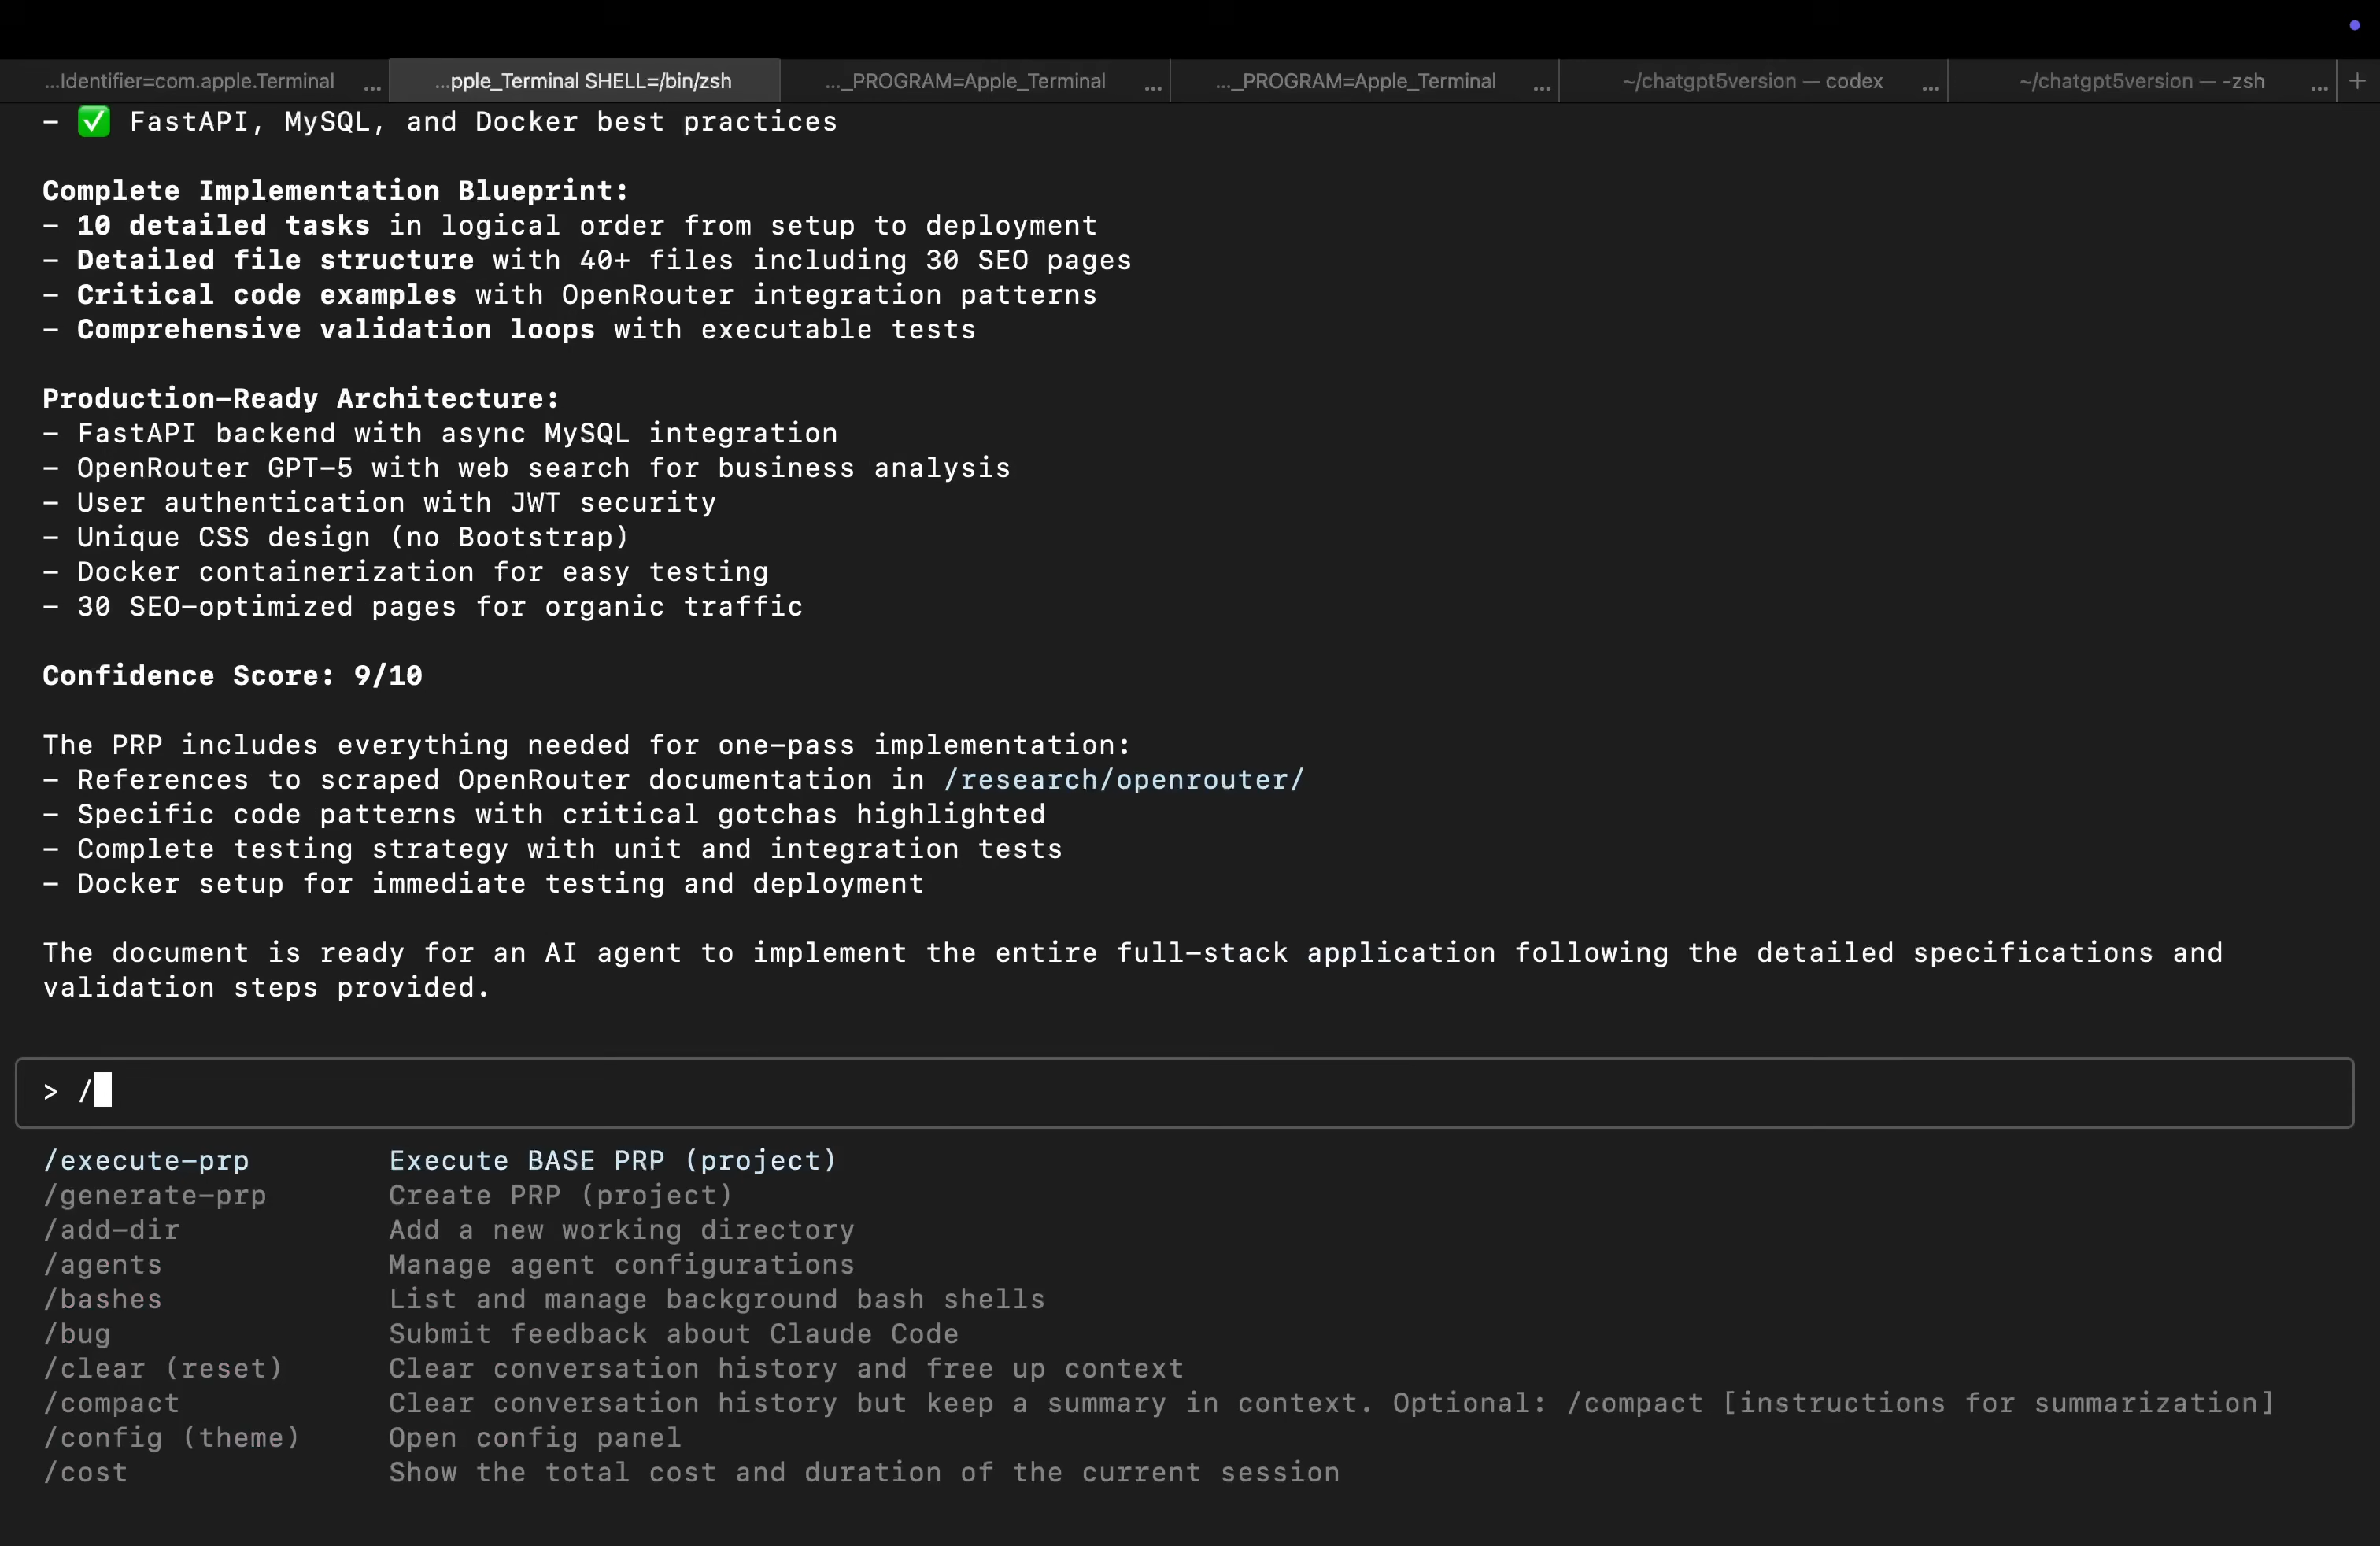 ...Identifier=com.apple.Terminal ... ...pple_Terminal SHELL=/bin/zsh ..._PROGRAM=Apple_Terminal ... ..._PROGRAM=Apple_Terminal ... ~/chatgpt5version — codex ... ~/chatgpt5version — -zsh ... +
- ✅ FastAPI, MySQL, and Docker best practices
Complete Implementation Blueprint:
- 10 detailed tasks in logical order from setup to deployment
- Detailed file structure with 40+ files including 30 SEO pages
- Critical code examples with OpenRouter integration patterns
- Comprehensive validation loops with executable tests
Production-Ready Architecture:
- FastAPI backend with async MySQL integration
- OpenRouter GPT-5 with web search for business analysis
- User authentication with JWT security
- Unique CSS design (no Bootstrap)
- Docker containerization for easy testing
- 30 SEO-optimized pages for organic traffic
Confidence Score: 9/10
The PRP includes everything needed for one-pass implementation:
- References to scraped OpenRouter documentation in /research/openrouter/
- Specific code patterns with critical gotchas highlighted
- Complete testing strategy with unit and integration tests
- Docker setup for immediate testing and deployment
The document is ready for an AI agent to implement the entire full-stack application following the detailed specifications and
validation steps provided.
> /
/execute-prp Execute BASE PRP (project)
/generate-prp Create PRP (project)
/add-dir Add a new working directory
/agents Manage agent configurations
/bashes List and manage background bash shells
/bug Submit feedback about Claude Code
/clear (reset) Clear conversation history and free up context
/compact Clear conversation history but keep a summary in context. Optional: /compact [instructions for summarization]
/config (theme) Open config panel
/cost Show the total cost and duration of the current session